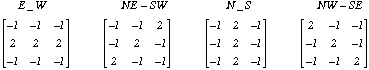 E_W NE-SW N_S NW-SE
-1 -1 -1 -1 -1 2 -1 2 -1 2 -1 -1
2 2 2 -1 2 -1 -1 2 -1 -1 2 -1
-1 -1 -1 2 -1 -1 -1 2 -1 -1 -1 2